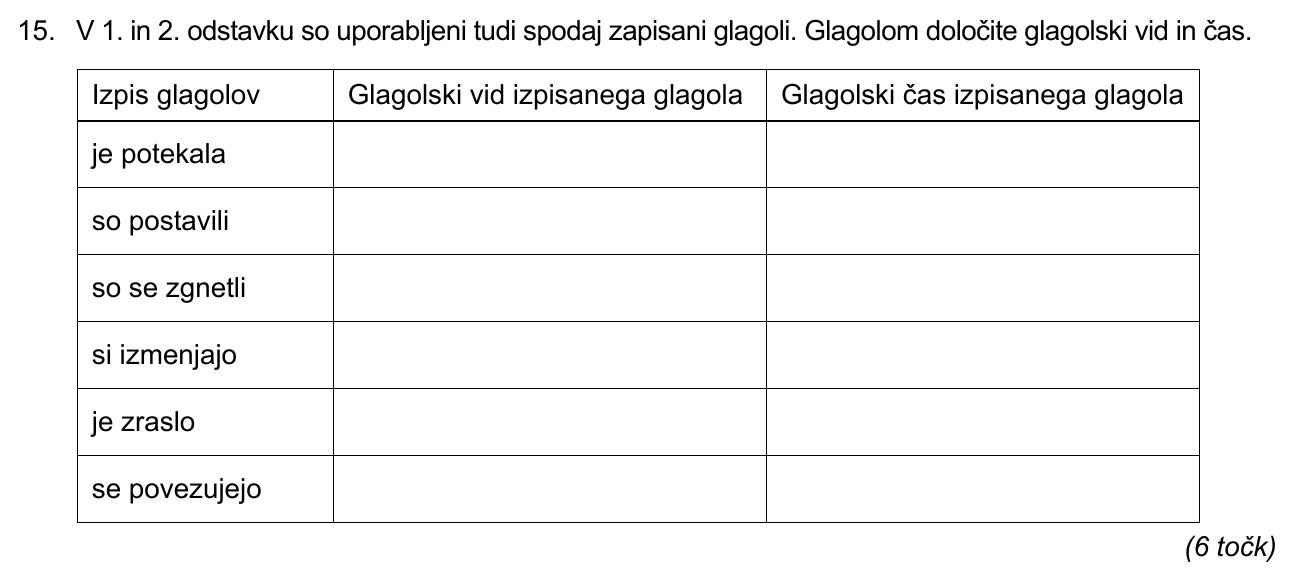 15. V 1. in 2. odstavku so uporabljeni tudi spodaj zapisani glagoli. Glagolom določite glagolski vid in čas.
Izpis glagolov Glagolski vid izpisanega glagola Glagolski čas izpisanega glagola
je potekala
so postavili
so se zgnetli
si izmenjajo
je zraslo
se povezujejo
(6 točk)